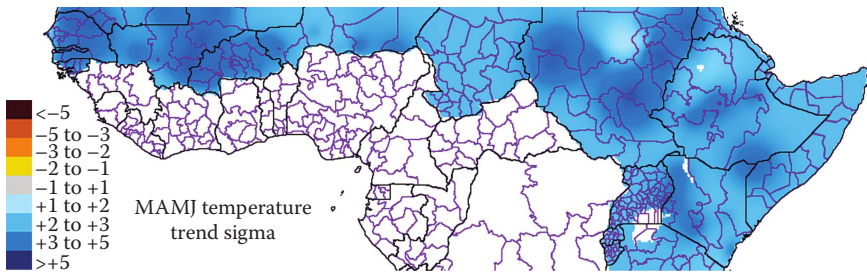 <−5
−5 to −3
−3 to −2
−2 to −1
−1 to +1
+1 to +2
+2 to +3
+3 to +5
>+5
MAMJ temperature
trend sigma